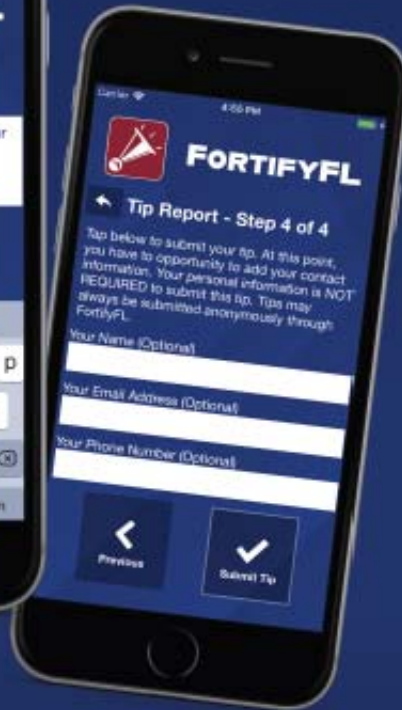 Carrier
4:55 PM
FORTIFYFL
Tip Report - Step 4 of 4
Tap below to submit your tip. At this point,
you have to opportunity to add your contact
information. Your personal information is NOT
REQUIRED to submit this tip. Tips may
always be submitted anonymously through
FortifyFL.
Your Name (Optional)
Your Email Address (Optional)
Your Phone Number (Optional)
Previous
Submit Tip
p